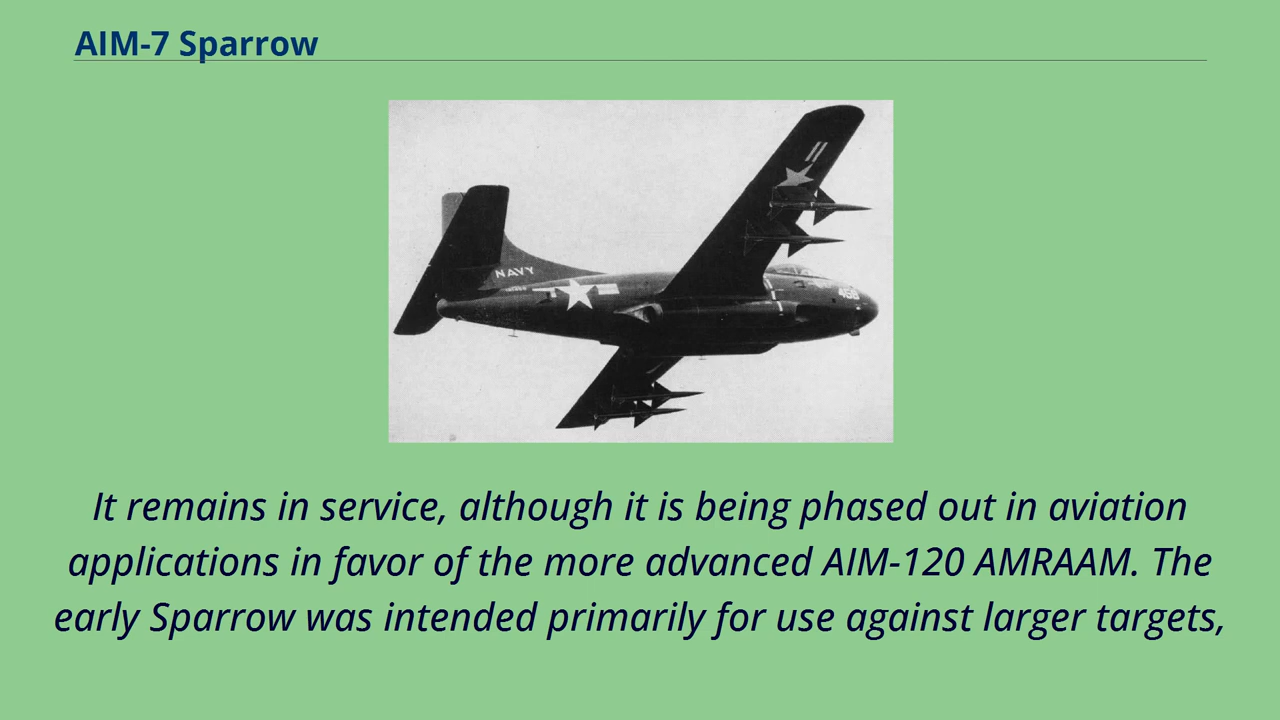 AIM-7 Sparrow
NAVY
It remains in service, although it is being phased out in aviation
applications in favor of the more advanced AIM-120 AMRAAM. The
early Sparrow was intended primarily for use against larger targets,